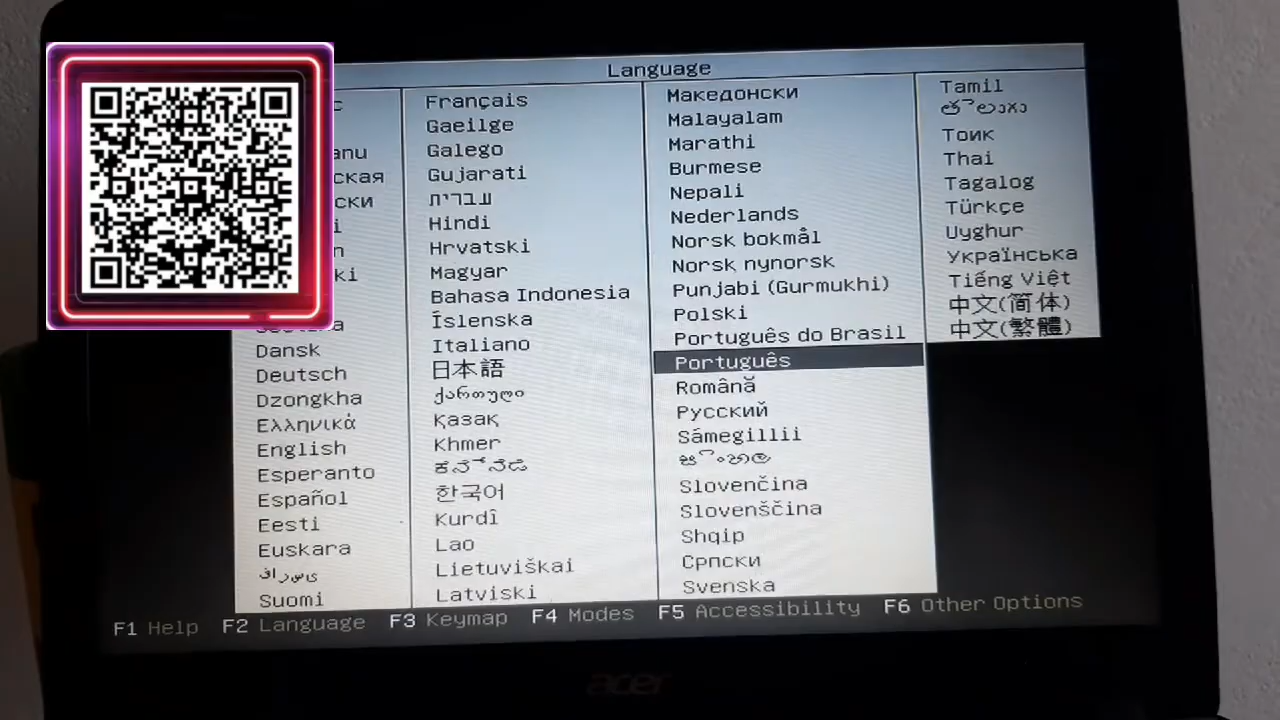 Language
Dansk
Deutsch
Dzongkha
Ελληνικά
English
Esperanto
Español
Eesti
Euskara
Suomi
Français
Gaeilge
Galego
Gujarati
עברית
Hindi
Hrvatski
Magyar
Bahasa Indonesia
Íslenska
Italiano
日本語
ქართული
Қазақ
Khmer
ಕನ್ನಡ
한국어
Kurdî
Lao
Lietuviškai
Latviski
Македонски
Malayalam
Marathi
Burmese
Nepali
Nederlands
Norsk bokmål
Norsk nynorsk
Punjabi (Gurmukhi)
Polski
Português do Brasil
Português
Română
Русский
Sámegillii
සිංහල
Slovenčina
Slovenščina
Shqip
Српски
Svenska
Tamil
తెలుగు
Тоик
Thai
Tagalog
Türkçe
Uyghur
Українська
Tiếng Việt
中文(简体)
中文(繁體)
F1 Help F2 Language F3 Keymap F4 Modes F5 Accessibility F6 Other Options
acer